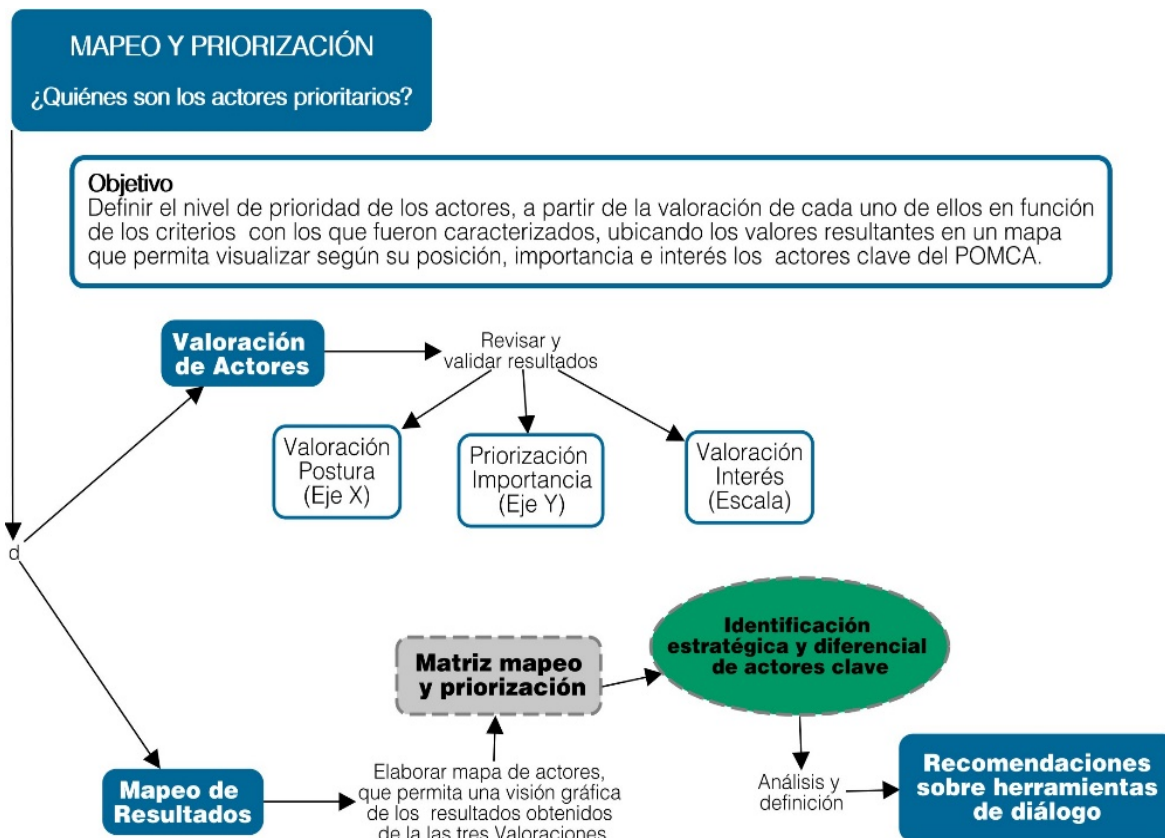 MAPEO Y PRIORIZACIÓN
¿Quiénes son los actores prioritarios?
Objetivo
Definir el nivel de prioridad de los actores, a partir de la valoración de cada uno de ellos en función
de los criterios con los que fueron caracterizados, ubicando los valores resultantes en un mapa
que permita visualizar según su posición, importancia e interés los actores clave del POMCA.
Valoración
de Actores
Revisar y
validar resultados
Valoración
Postura
(Eje X)
Priorización
Importancia
(Eje Y)
Valoración
Interés
(Escala)
d
Identificación
estratégica y diferencial
de actores clave
Matriz mapeo
y priorización
Mapeo de
Resultados
Elaborar mapa de actores,
que permita una visión gráfica
de los resultados obtenidos
de la las tres Valoraciones
Análisis y
definición
Recomendaciones
sobre herramientas
de diálogo